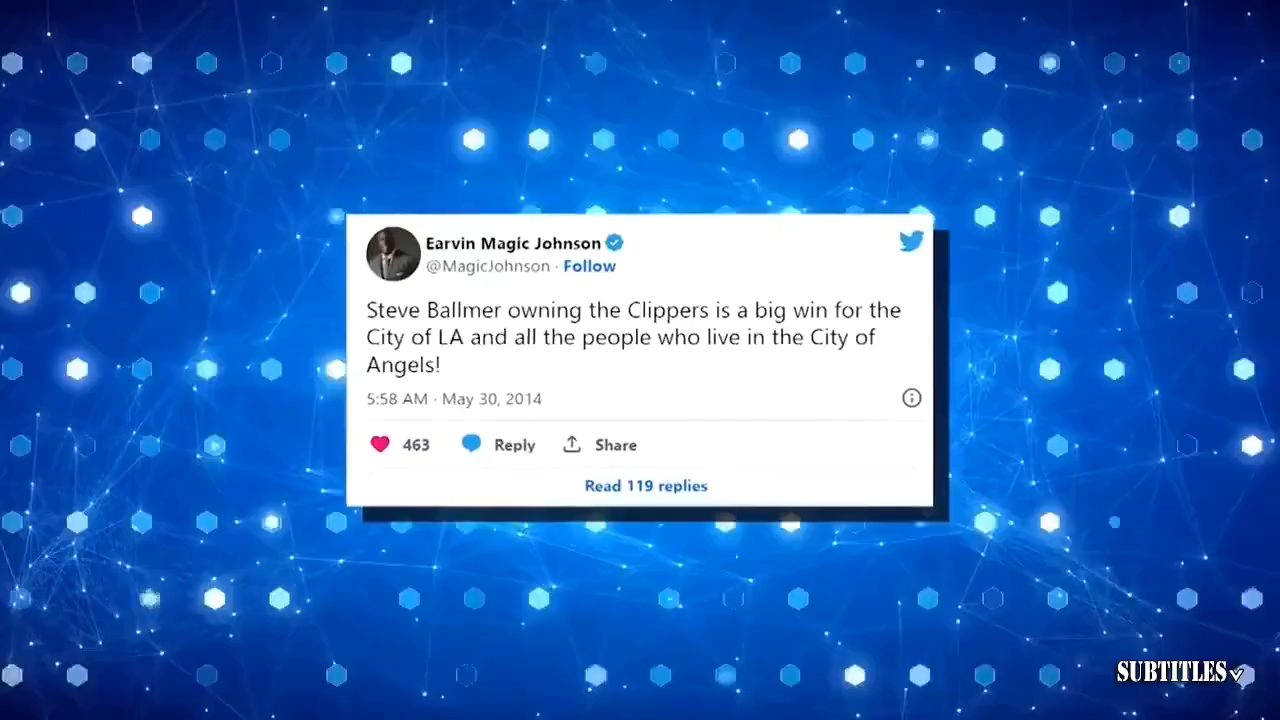 Earvin Magic Johnson
@MagicJohnson · Follow
Steve Ballmer owning the Clippers is a big win for the
City of LA and all the people who live in the City of
Angels!
5:58 AM · May 30, 2014
463 Reply Share
Read 119 replies
SUBTITLES